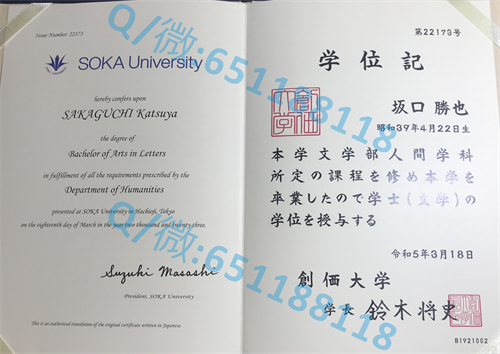 Issue Number 22173
SOKA University
hereby confers upon
SAKAGUCHI Katsuya
the degree of
Bachelor of Arts in Letters
in fulfillment of all the requirements prescribed by the
Department of Humanities
presented at SOKA University in Hachioji, Tokyo
on the eighteenth day of March in the year two thousand and twenty three.
Suzuki Masashi
President, SOKA University
This is an authorized translation of the original certificate written in Japanese.
第22173号
学位記
坂口勝也
昭和39年4月22日生
本学文学部人間学科
所定の課程を修め本学を
卒業したので学士(文学)の
学位を授与する
令和5年3月18日
創価大学
学長 鈴木将史
B1921002
Q/微:651188118
Q/微:651188118